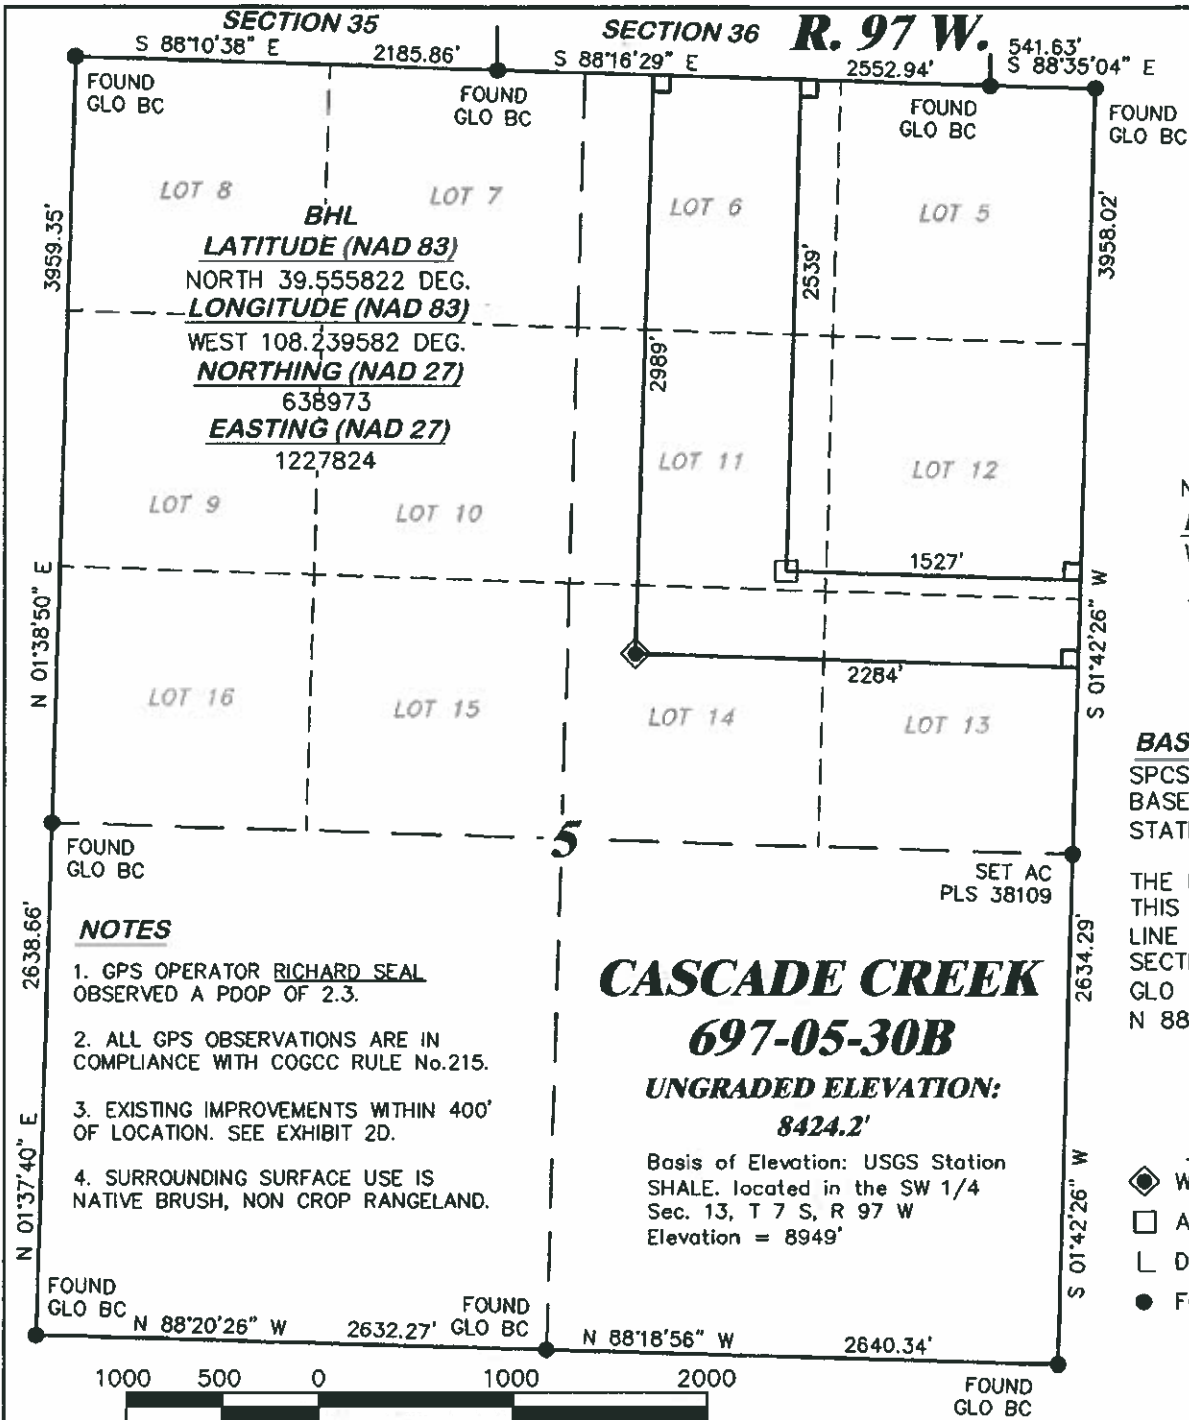 SECTION 35
SECTION 36
R. 97 W.
S 88°10'38" E
2185.86'
S 88°16'29" E
2552.94'
541.63'
S 88°35'04" E
FOUND
GLO BC
FOUND
GLO BC
FOUND
GLO BC
FOUND
GLO BC
LOT 8
LOT 7
LOT 6
LOT 5
3959.35'
3958.02'
BHL
LATITUDE (NAD 83)
NORTH 39.555822 DEG.
LONGITUDE (NAD 83)
WEST 108.239582 DEG.
NORTHING (NAD 27)
638973
EASTING (NAD 27)
1227824
2539'
2989'
LOT 9
LOT 10
LOT 11
LOT 12
1527'
N 01°38'50" E
S 01°42'26" W
2284'
LOT 16
LOT 15
LOT 14
LOT 13
5
FOUND
GLO BC
SET AC
PLS 38109
2638.66'
2634.29'
NOTES
1. GPS OPERATOR RICHARD SEAL
OBSERVED A PDOP OF 2.3.
2. ALL GPS OBSERVATIONS ARE IN
COMPLIANCE WITH COGCC RULE No.215.
3. EXISTING IMPROVEMENTS WITHIN 400'
OF LOCATION. SEE EXHIBIT 2D.
4. SURROUNDING SURFACE USE IS
NATIVE BRUSH, NON CROP RANGELAND.
CASCADE CREEK
697-05-30B
UNGRADED ELEVATION:
8424.2'
Basis of Elevation: USGS Station
SHALE. located in the SW 1/4
Sec. 13, T 7 S, R 97 W
Elevation = 8949'
N 01°37'40" E
S 01°42'26" W
FOUND
GLO BC
N 88°20'26" W
2632.27'
FOUND
GLO BC
N 88°18'56" W
2640.34'
FOUND
GLO BC
1000 500 0 1000 2000
N
BAS
SPCS
BASE
STAT
THE
THIS
LINE
SECTI
GLO
N 88
W
A
D
F